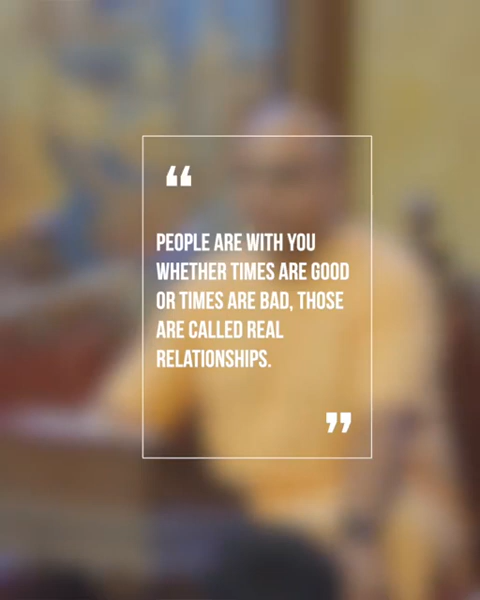 “
PEOPLE ARE WITH YOU
WHETHER TIMES ARE GOOD
OR TIMES ARE BAD, THOSE
ARE CALLED REAL
RELATIONSHIPS.
”